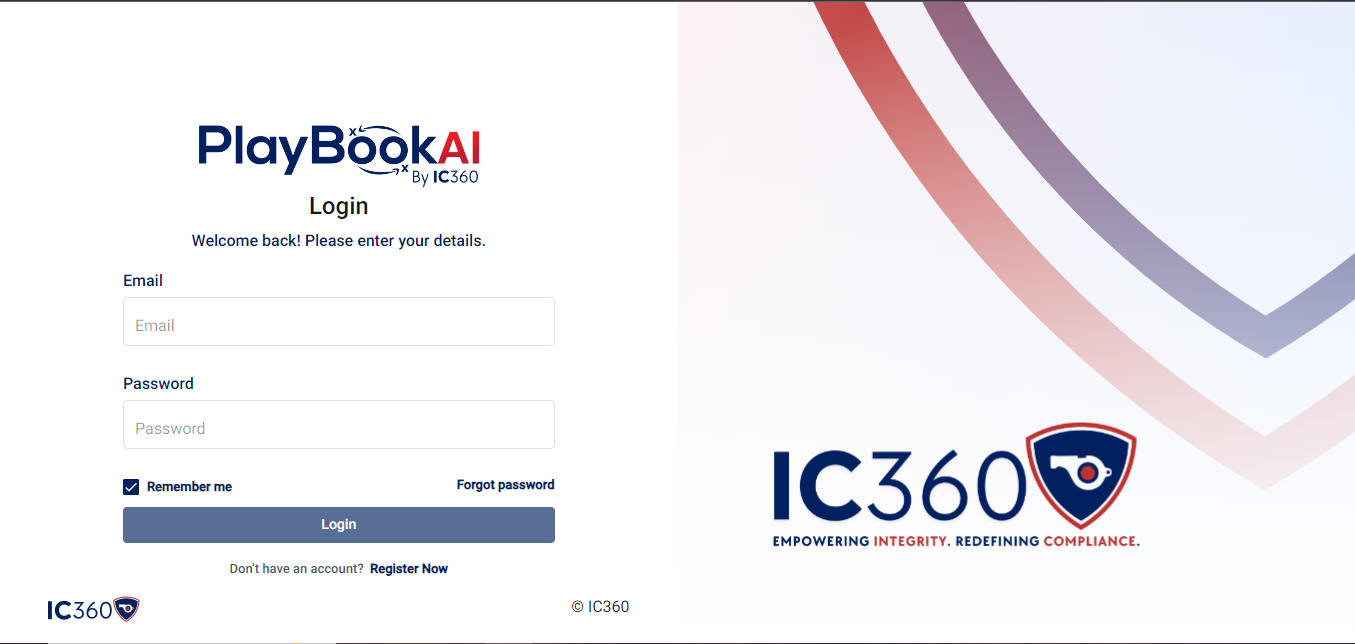 PlayBookAI
By IC360
Login
Welcome back! Please enter your details.
Email
Email
Password
Password
Remember me
Forgot password
Login
Don't have an account? Register Now
IC360
© IC360
IC360
EMPOWERING INTEGRITY. REDEFINING COMPLIANCE.